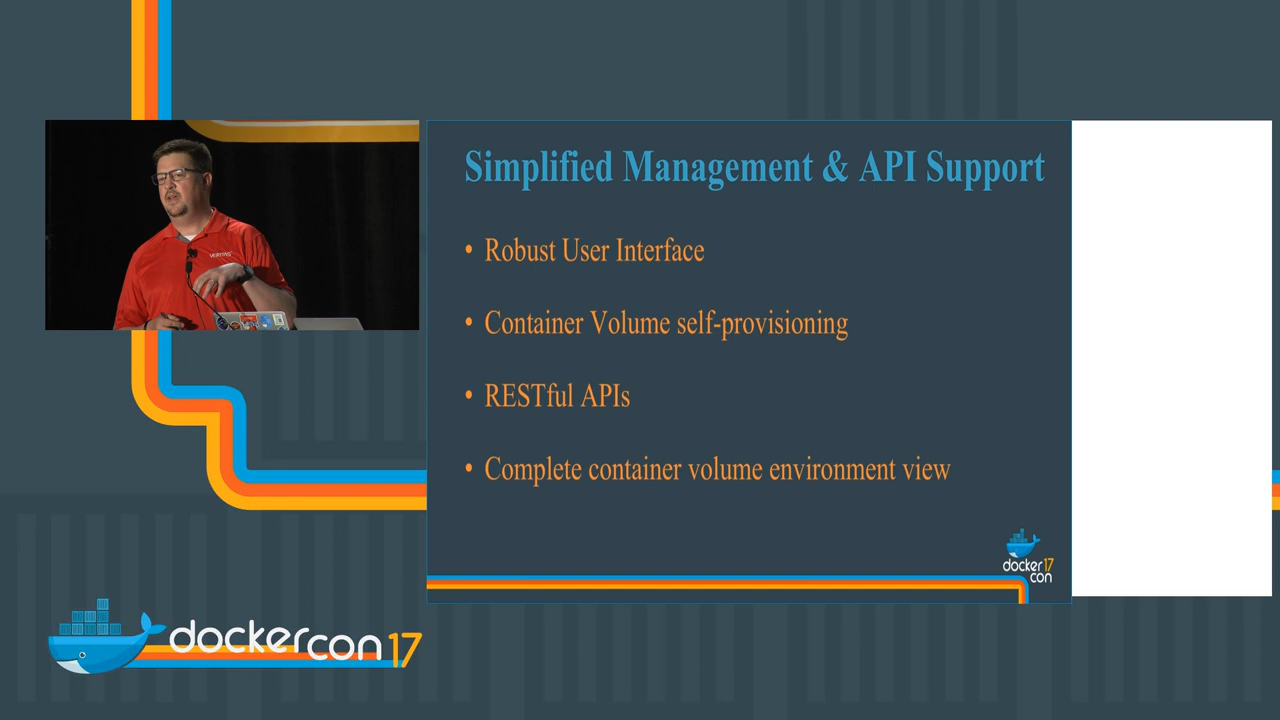 VERITAS
Simplified Management & API Support
• Robust User Interface
• Container Volume self-provisioning
• RESTful APIs
• Complete container volume environment view
docker 17
con
dockercon 17